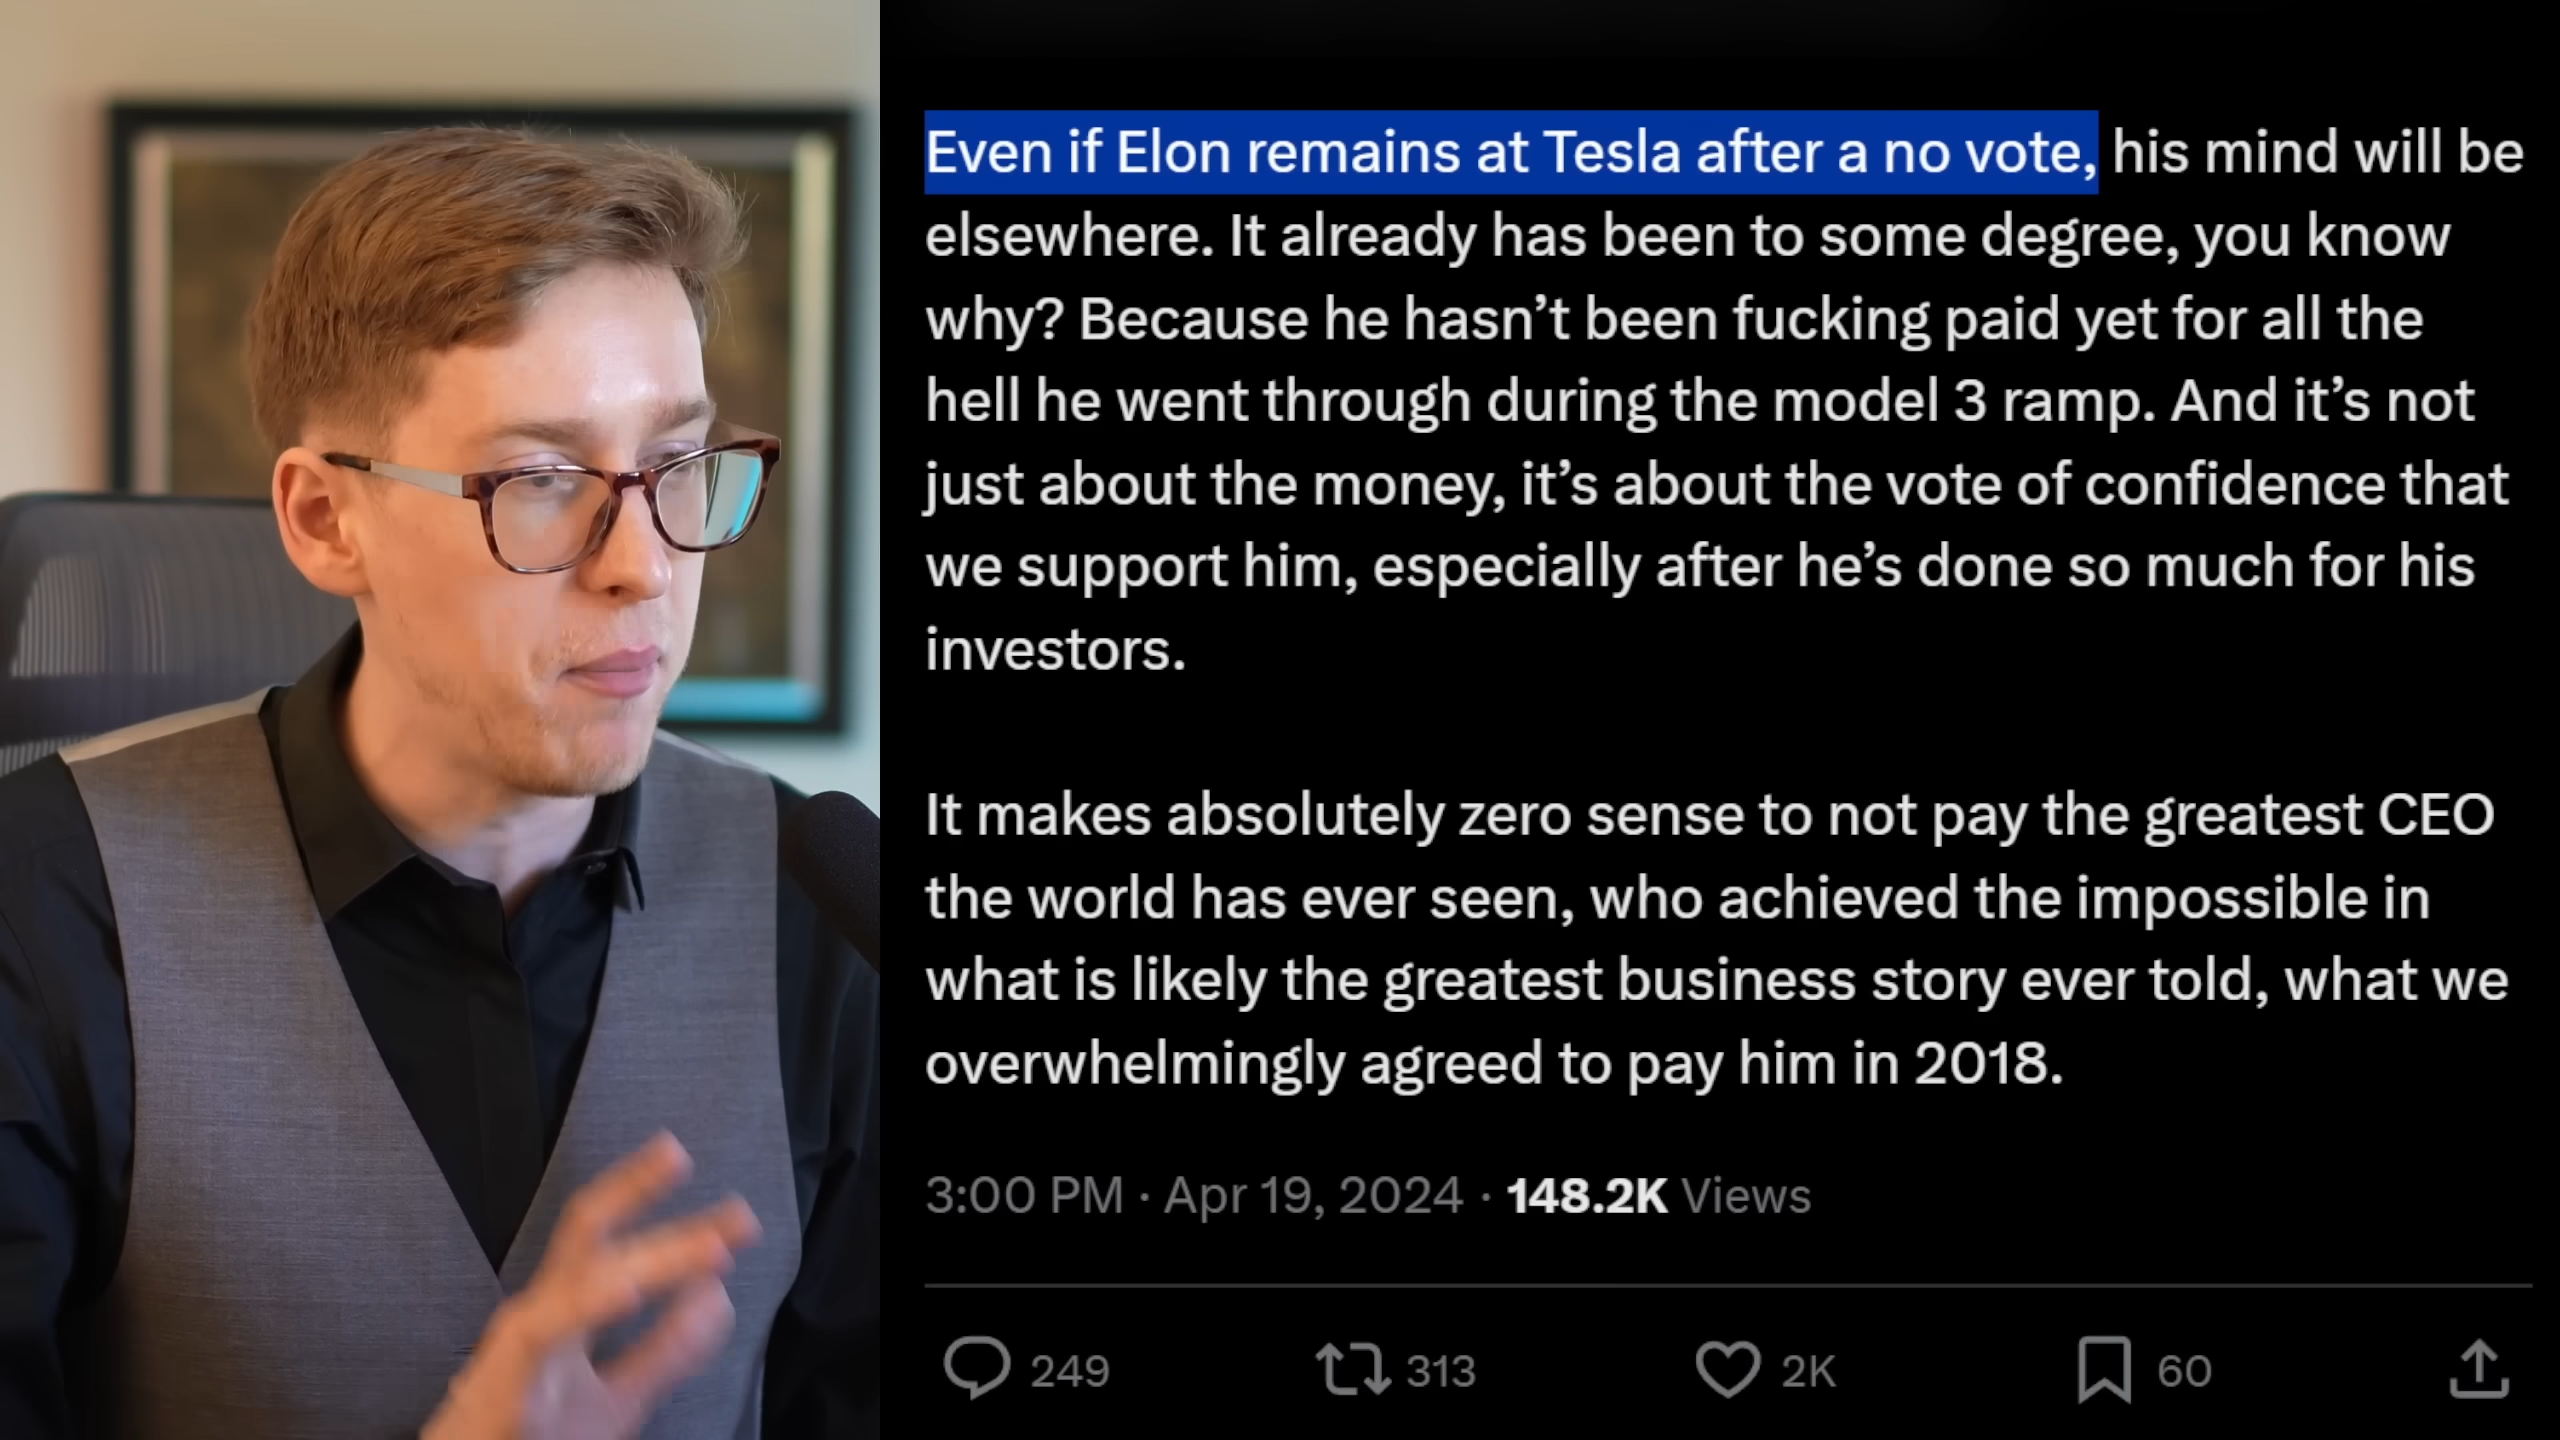 Even if Elon remains at Tesla after a no vote, his mind will be
elsewhere. It already has been to some degree, you know
why? Because he hasn’t been fucking paid yet for all the
hell he went through during the model 3 ramp. And it’s not
just about the money, it’s about the vote of confidence that
we support him, especially after he’s done so much for his
investors.
It makes absolutely zero sense to not pay the greatest CEO
the world has ever seen, who achieved the impossible in
what is likely the greatest business story ever told, what we
overwhelmingly agreed to pay him in 2018.
3:00 PM · Apr 19, 2024 · 148.2K Views
249 313 2K 60